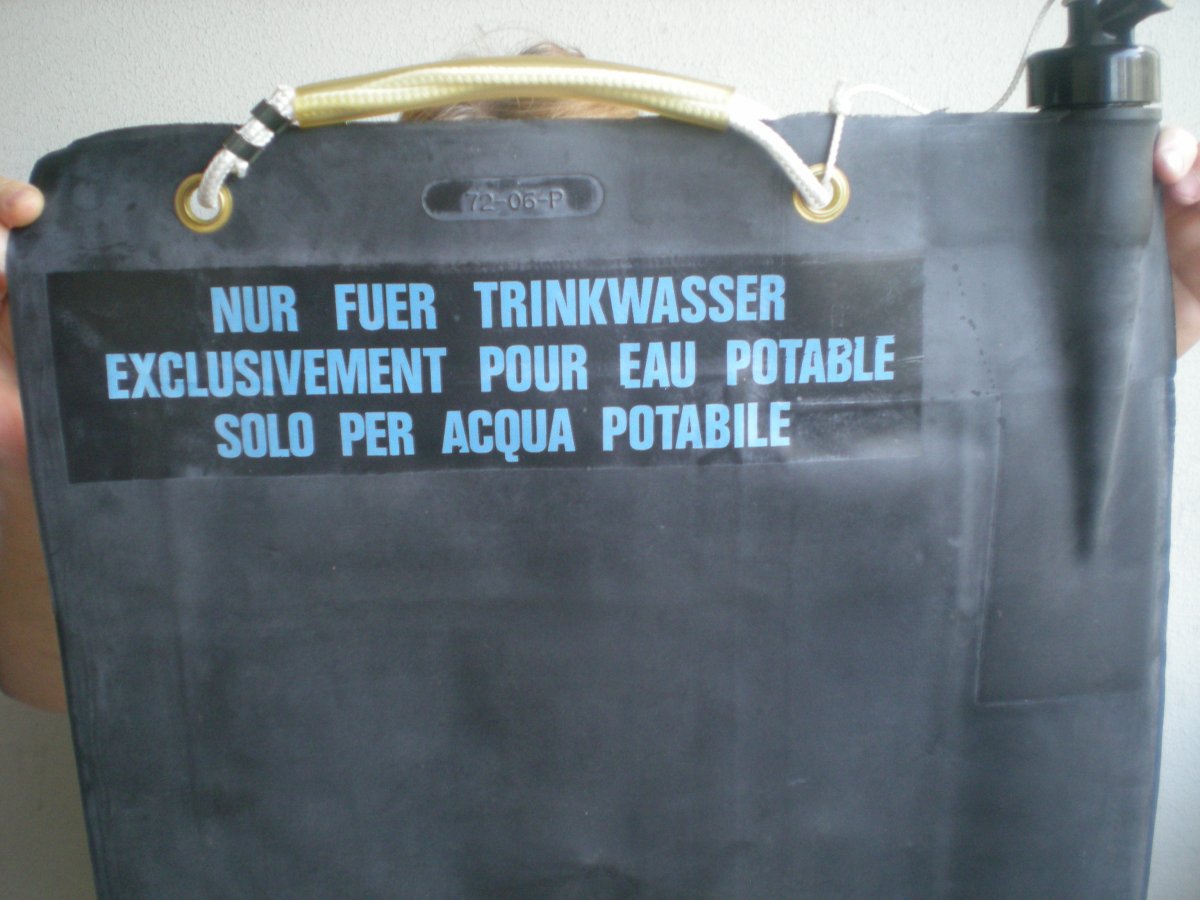 72-06-P
NUR FUER TRINKWASSER
EXCLUSIVEMENT POUR EAU POTABLE
SOLO PER ACQUA POTABILE